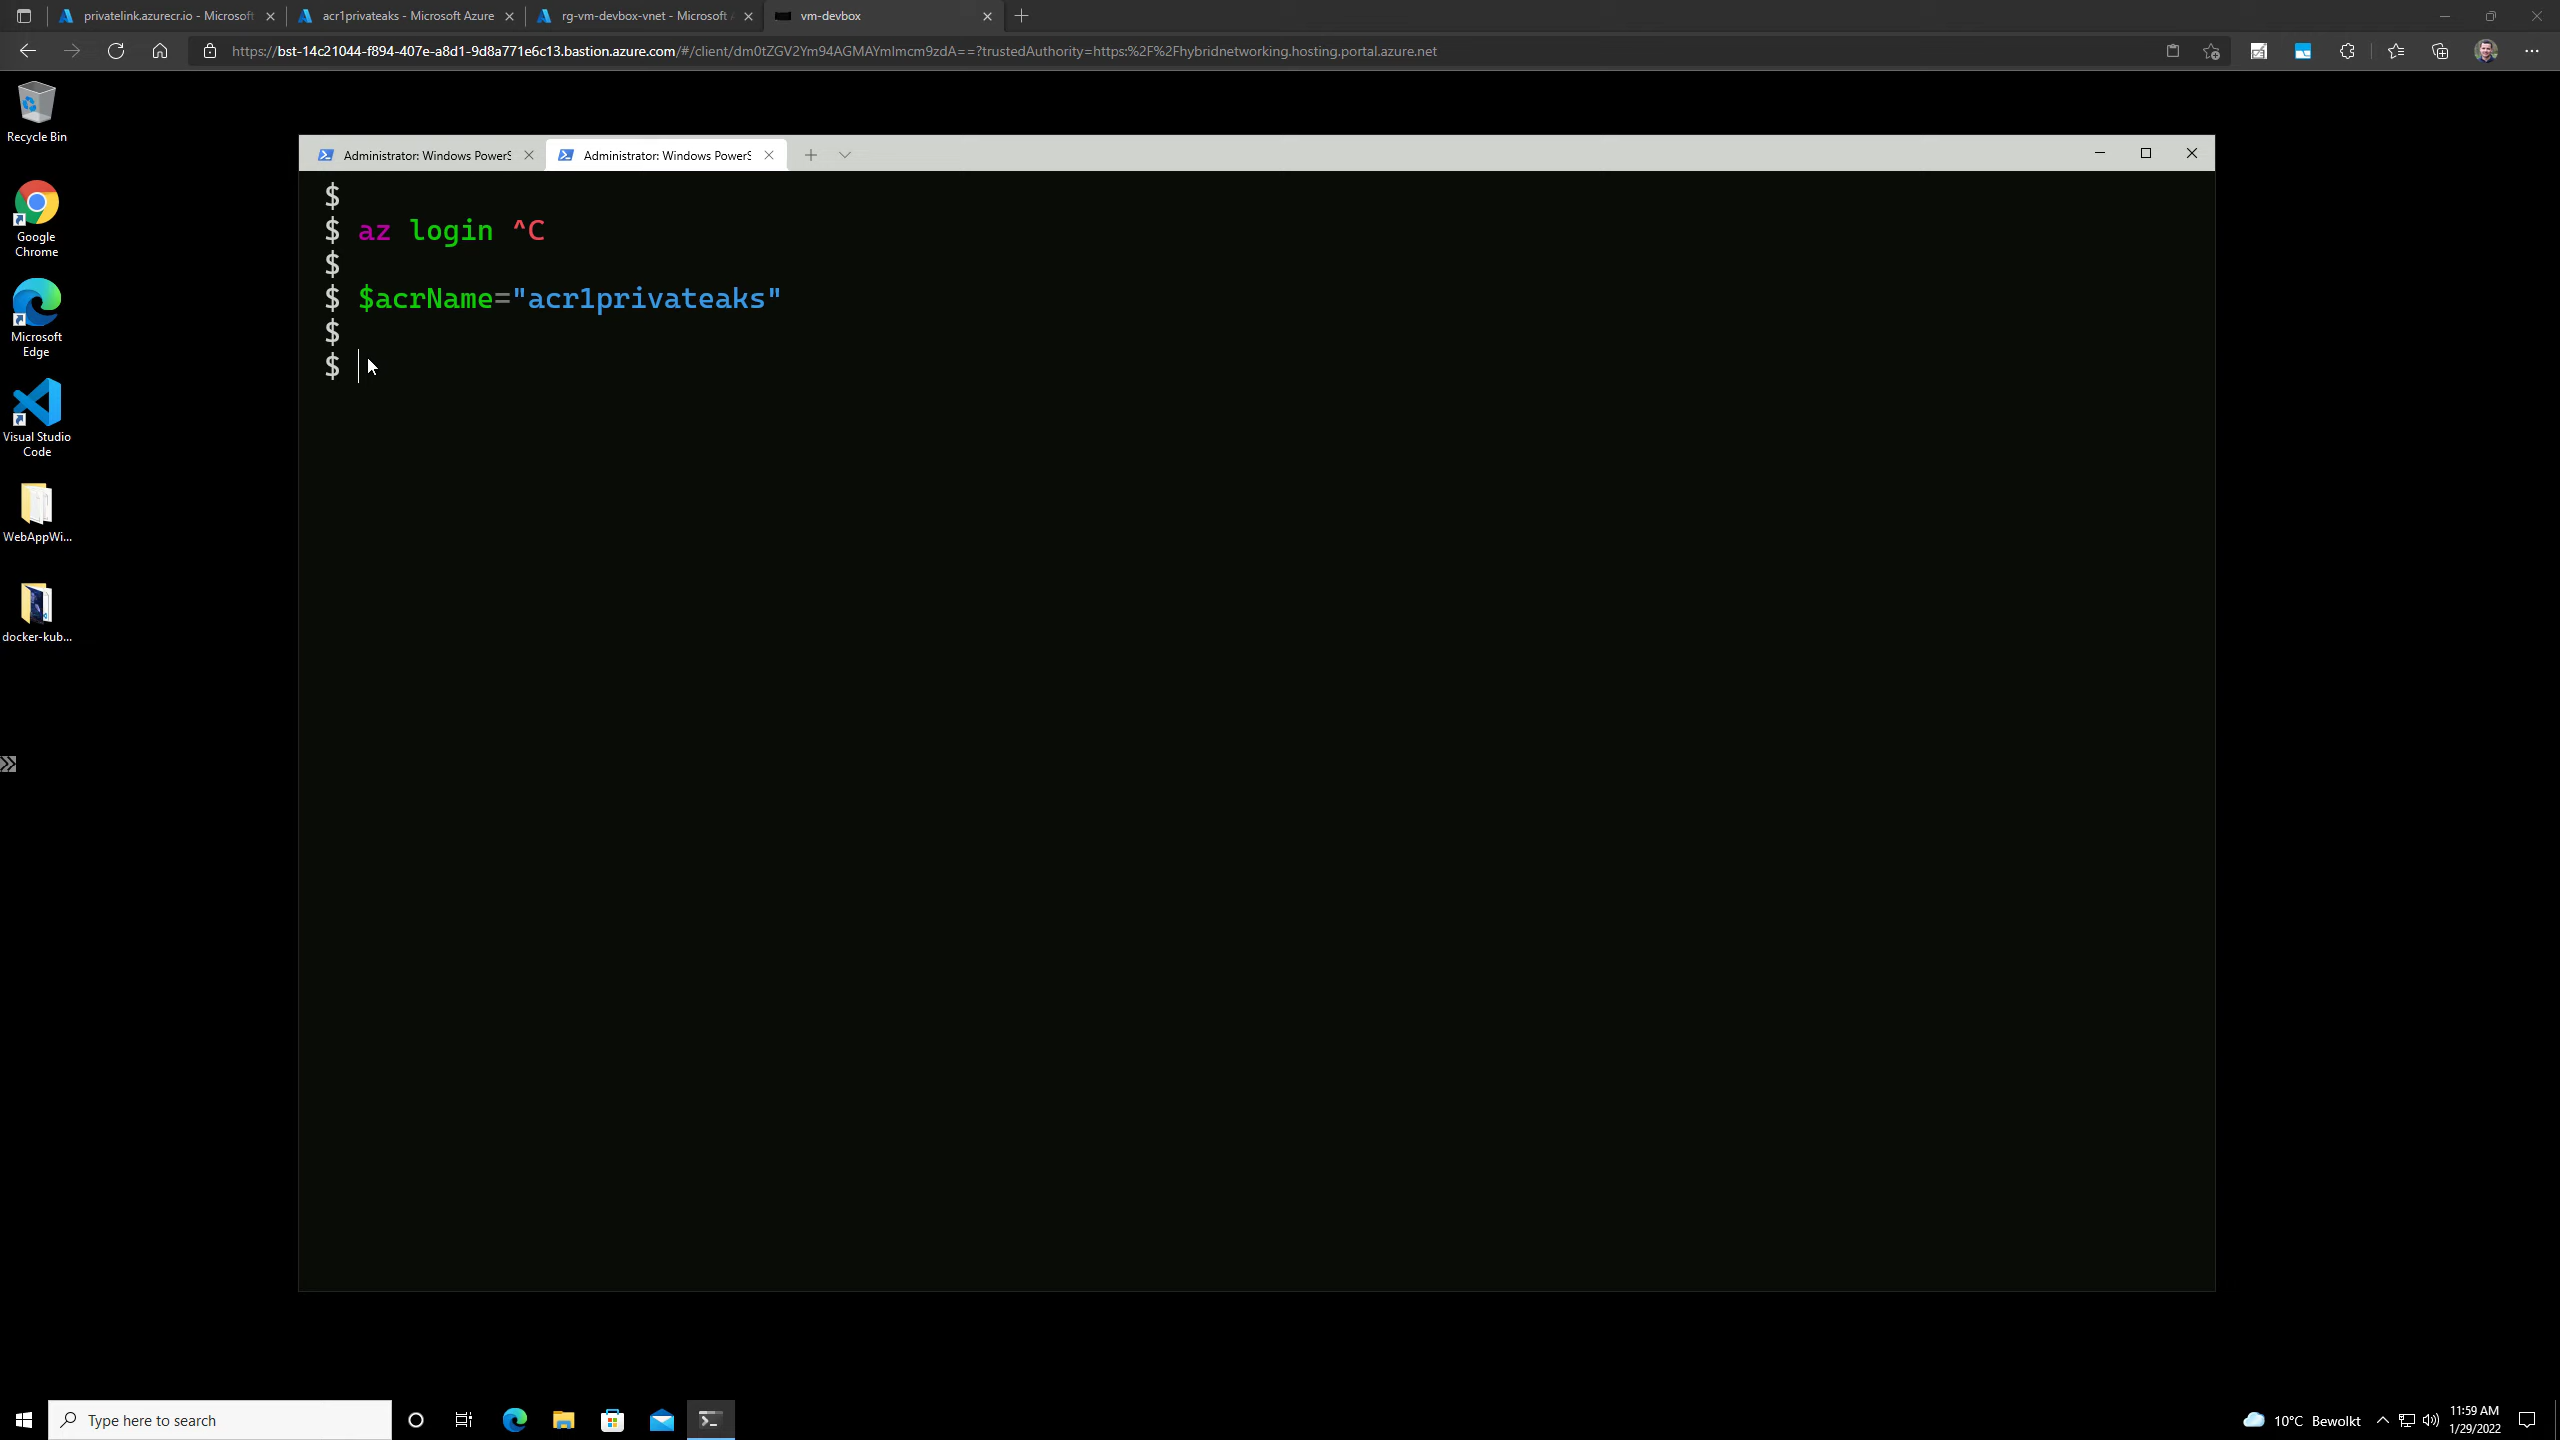 privatelink.azurecr.io - Microsoft
acr1privateaks - Microsoft Azure
rg-vm-devbox-vnet - Microsoft
vm-devbox
https://bst-14c21044-f894-407e-a8d1-9d8a771e6c13.bastion.azure.com/#/client/dm0tZGV2Ym94AGMAYmlmcm9zdA==?trustedAuthority=https:%2F%2Fhybridnetworking.hosting.portal.azure.net
Recycle Bin
Google
Chrome
Microsoft
Edge
Visual Studio
Code
WebAppWi...
docker-kub...
Administrator: Windows PowerS
Administrator: Windows PowerS
$
$ az login ^C
$
$ $acrName="acr1privateaks"
$
$
Type here to search
10°C Bewolkt
11:59 AM
1/29/2022